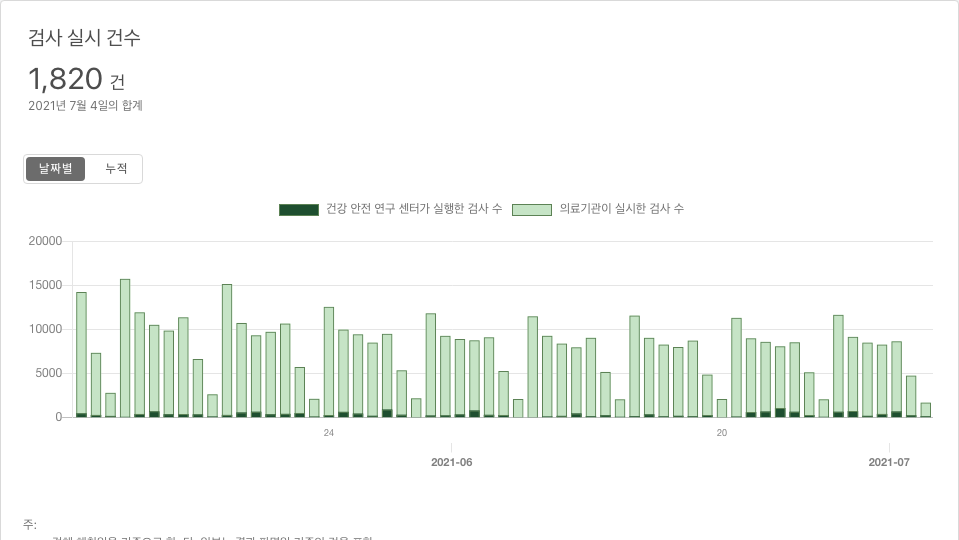 검사 실시 건수
1,820 건
2021년 7월 4일의 합계
날짜별 누적
건강 안전 연구 센터가 실행한 검사 수 의료기관이 실시한 검사 수
20000
15000
10000
5000
0
24 20
2021-06 2021-07
주: